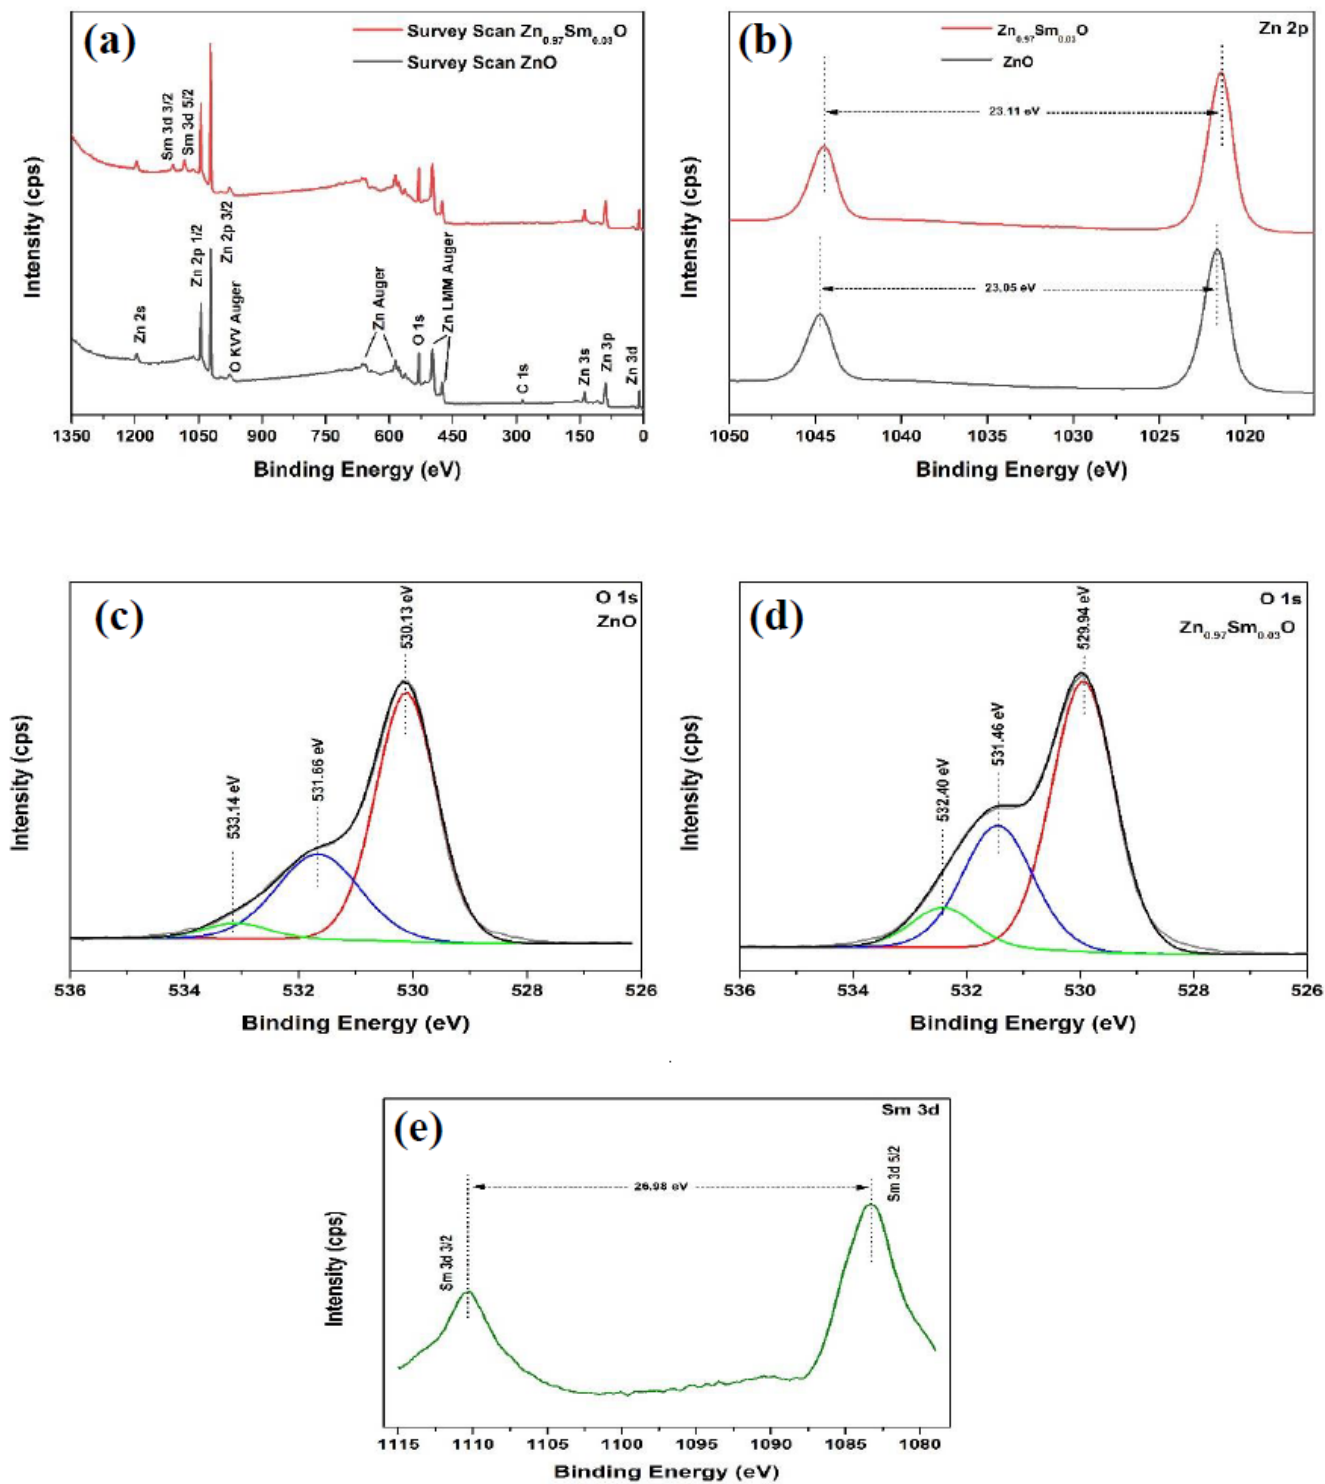 (a)
Survey Scan Zn0.97Sm0.03O
Survey Scan ZnO
Sm 3d 3/2
Sm 3d 5/2
Zn 2s
Zn 2p 1/2
Zn 2p 3/2
O KVV Auger
Zn Auger
O 1s
Zn LMM Auger
C 1s
Zn 3s
Zn 3p
Zn 3d
Intensity (cps)
1350 1200 1050 900 750 600 450 300 150 0
Binding Energy (eV)
(b)
Zn0.97Sm0.03O
ZnO
Zn 2p
23.11 eV
23.05 eV
Intensity (cps)
1050 1045 1040 1035 1030 1025 1020
Binding Energy (eV)
(c)
O 1s
ZnO
533.14 eV
531.66 eV
530.13 eV
Intensity (cps)
536 534 532 530 528 526
Binding Energy (eV)
(d)
O 1s
Zn0.97Sm0.03O
532.40 eV
531.46 eV
529.94 eV
Intensity (cps)
536 534 532 530 528 526
Binding Energy (eV)
(e)
Sm 3d
26.98 eV
Sm 3d 3/2
Sm 3d 5/2
Intensity (cps)
1115 1110 1105 1100 1095 1090 1085 1080
Binding Energy (eV)